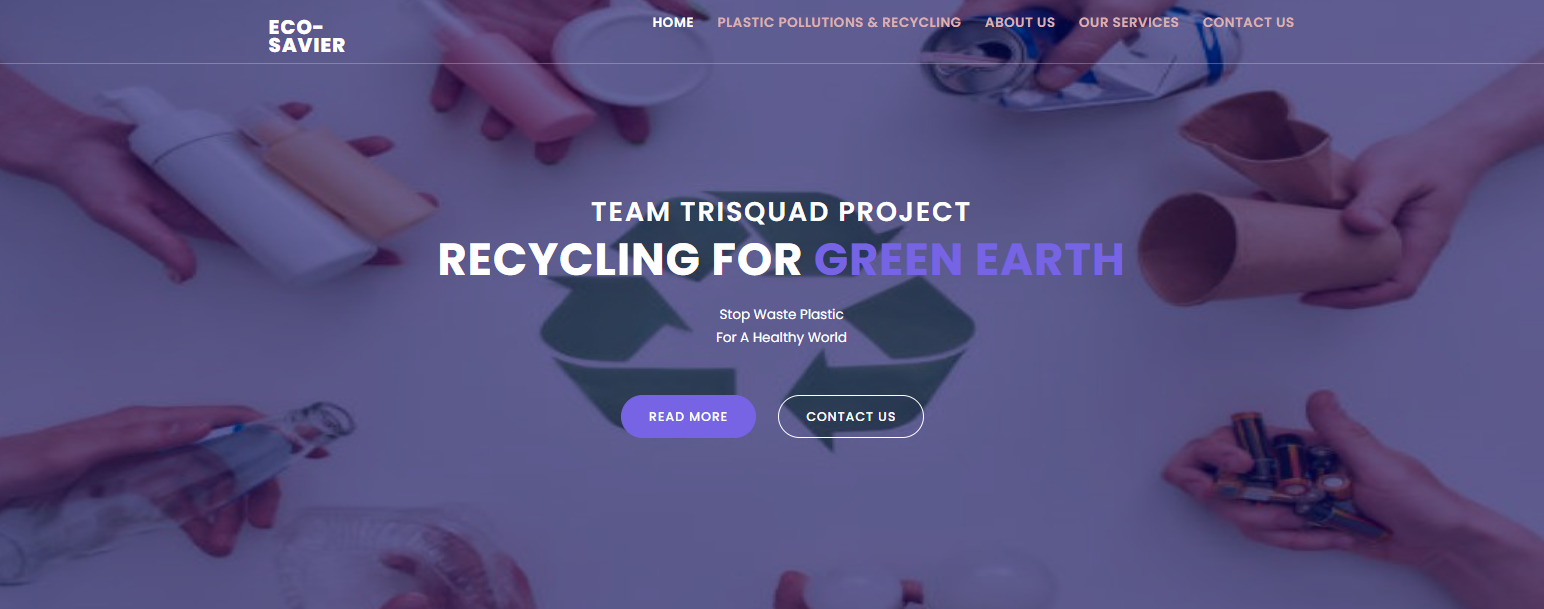 ECO-
SAVIER
HOME PLASTIC POLLUTIONS & RECYCLING ABOUT US OUR SERVICES CONTACT US
TEAM TRISQUAD PROJECT
RECYCLING FOR GREEN EARTH
Stop Waste Plastic
For A Healthy World
READ MORE CONTACT US